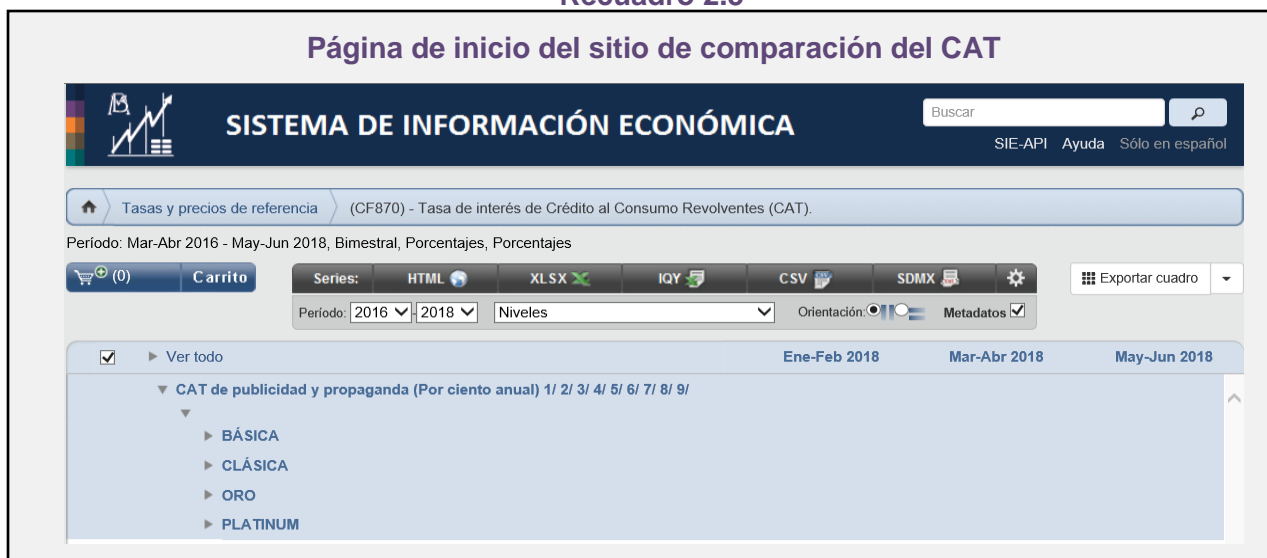 Recuadro 2.3
Página de inicio del sitio de comparación del CAT
SISTEMA DE INFORMACIÓN ECONÓMICA
Buscar
SIE-API Ayuda Sólo en español
Tasas y precios de referencia (CF870) - Tasa de interés de Crédito al Consumo Revolventes (CAT).
Período: Mar-Abr 2016 - May-Jun 2018, Bimestral, Porcentajes, Porcentajes
(0) Carrito Series: HTML XLSX IQY CSV SDMX Exportar cuadro
Período: 2016 - 2018 Niveles Orientación: Metadatos
Ver todo Ene-Feb 2018 Mar-Abr 2018 May-Jun 2018
CAT de publicidad y propaganda (Por ciento anual) 1/ 2/ 3/ 4/ 5/ 6/ 7/ 8/ 9/
BÁSICA
CLÁSICA
ORO
PLATINUM